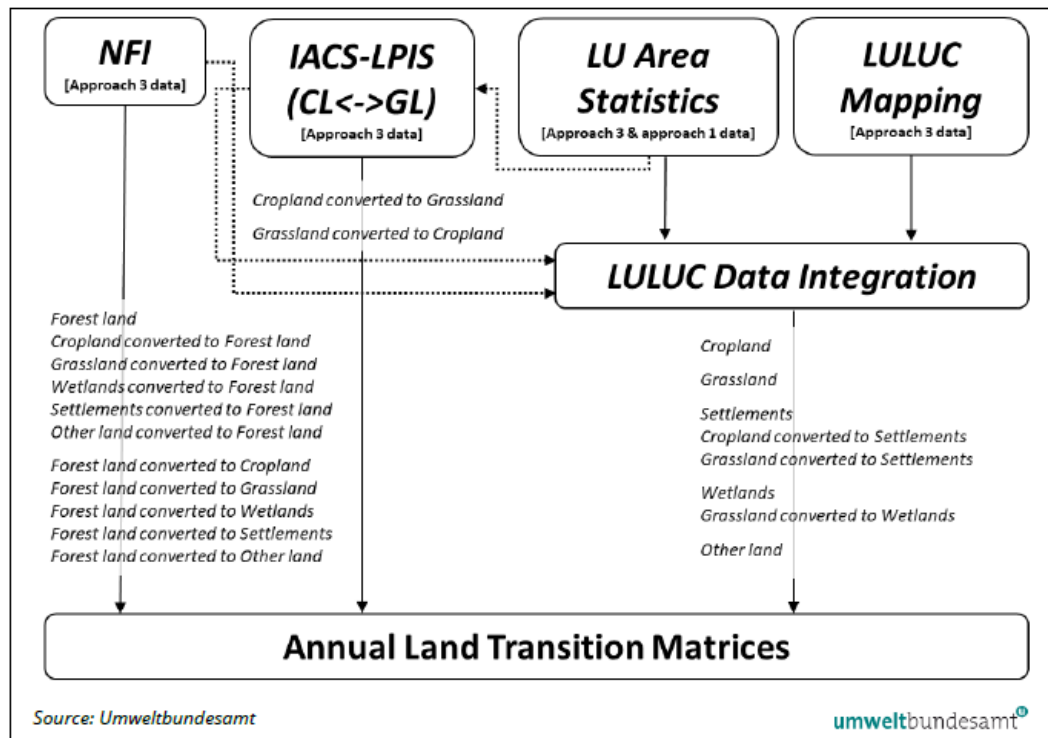 NFI
[Approach 3 data]
IACS-LPIS
(CL<->GL)
[Approach 3 data]
LU Area
Statistics
[Approach 3 & approach 1 data]
LULUC
Mapping
[Approach 3 data]
Cropland converted to Grassland
Grassland converted to Cropland
LULUC Data Integration
Forest land
Cropland converted to Forest land
Grassland converted to Forest land
Wetlands converted to Forest land
Settlements converted to Forest land
Other land converted to Forest land
Forest land converted to Cropland
Forest land converted to Grassland
Forest land converted to Wetlands
Forest land converted to Settlements
Forest land converted to Other land
Cropland
Grassland
Settlements
Cropland converted to Settlements
Grassland converted to Settlements
Wetlands
Grassland converted to Wetlands
Other land
Annual Land Transition Matrices
Source: Umweltbundesamt
umweltbundesamt